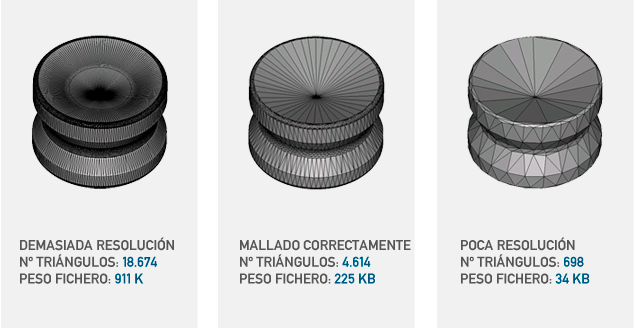 DEMASIADA RESOLUCIÓN
Nº TRIÁNGULOS: 18.674
PESO FICHERO: 911 K
MALLADO CORRECTAMENTE
Nº TRIÁNGULOS: 4.614
PESO FICHERO: 225 KB
POCA RESOLUCIÓN
Nº TRIÁNGULOS: 698
PESO FICHERO: 34 KB